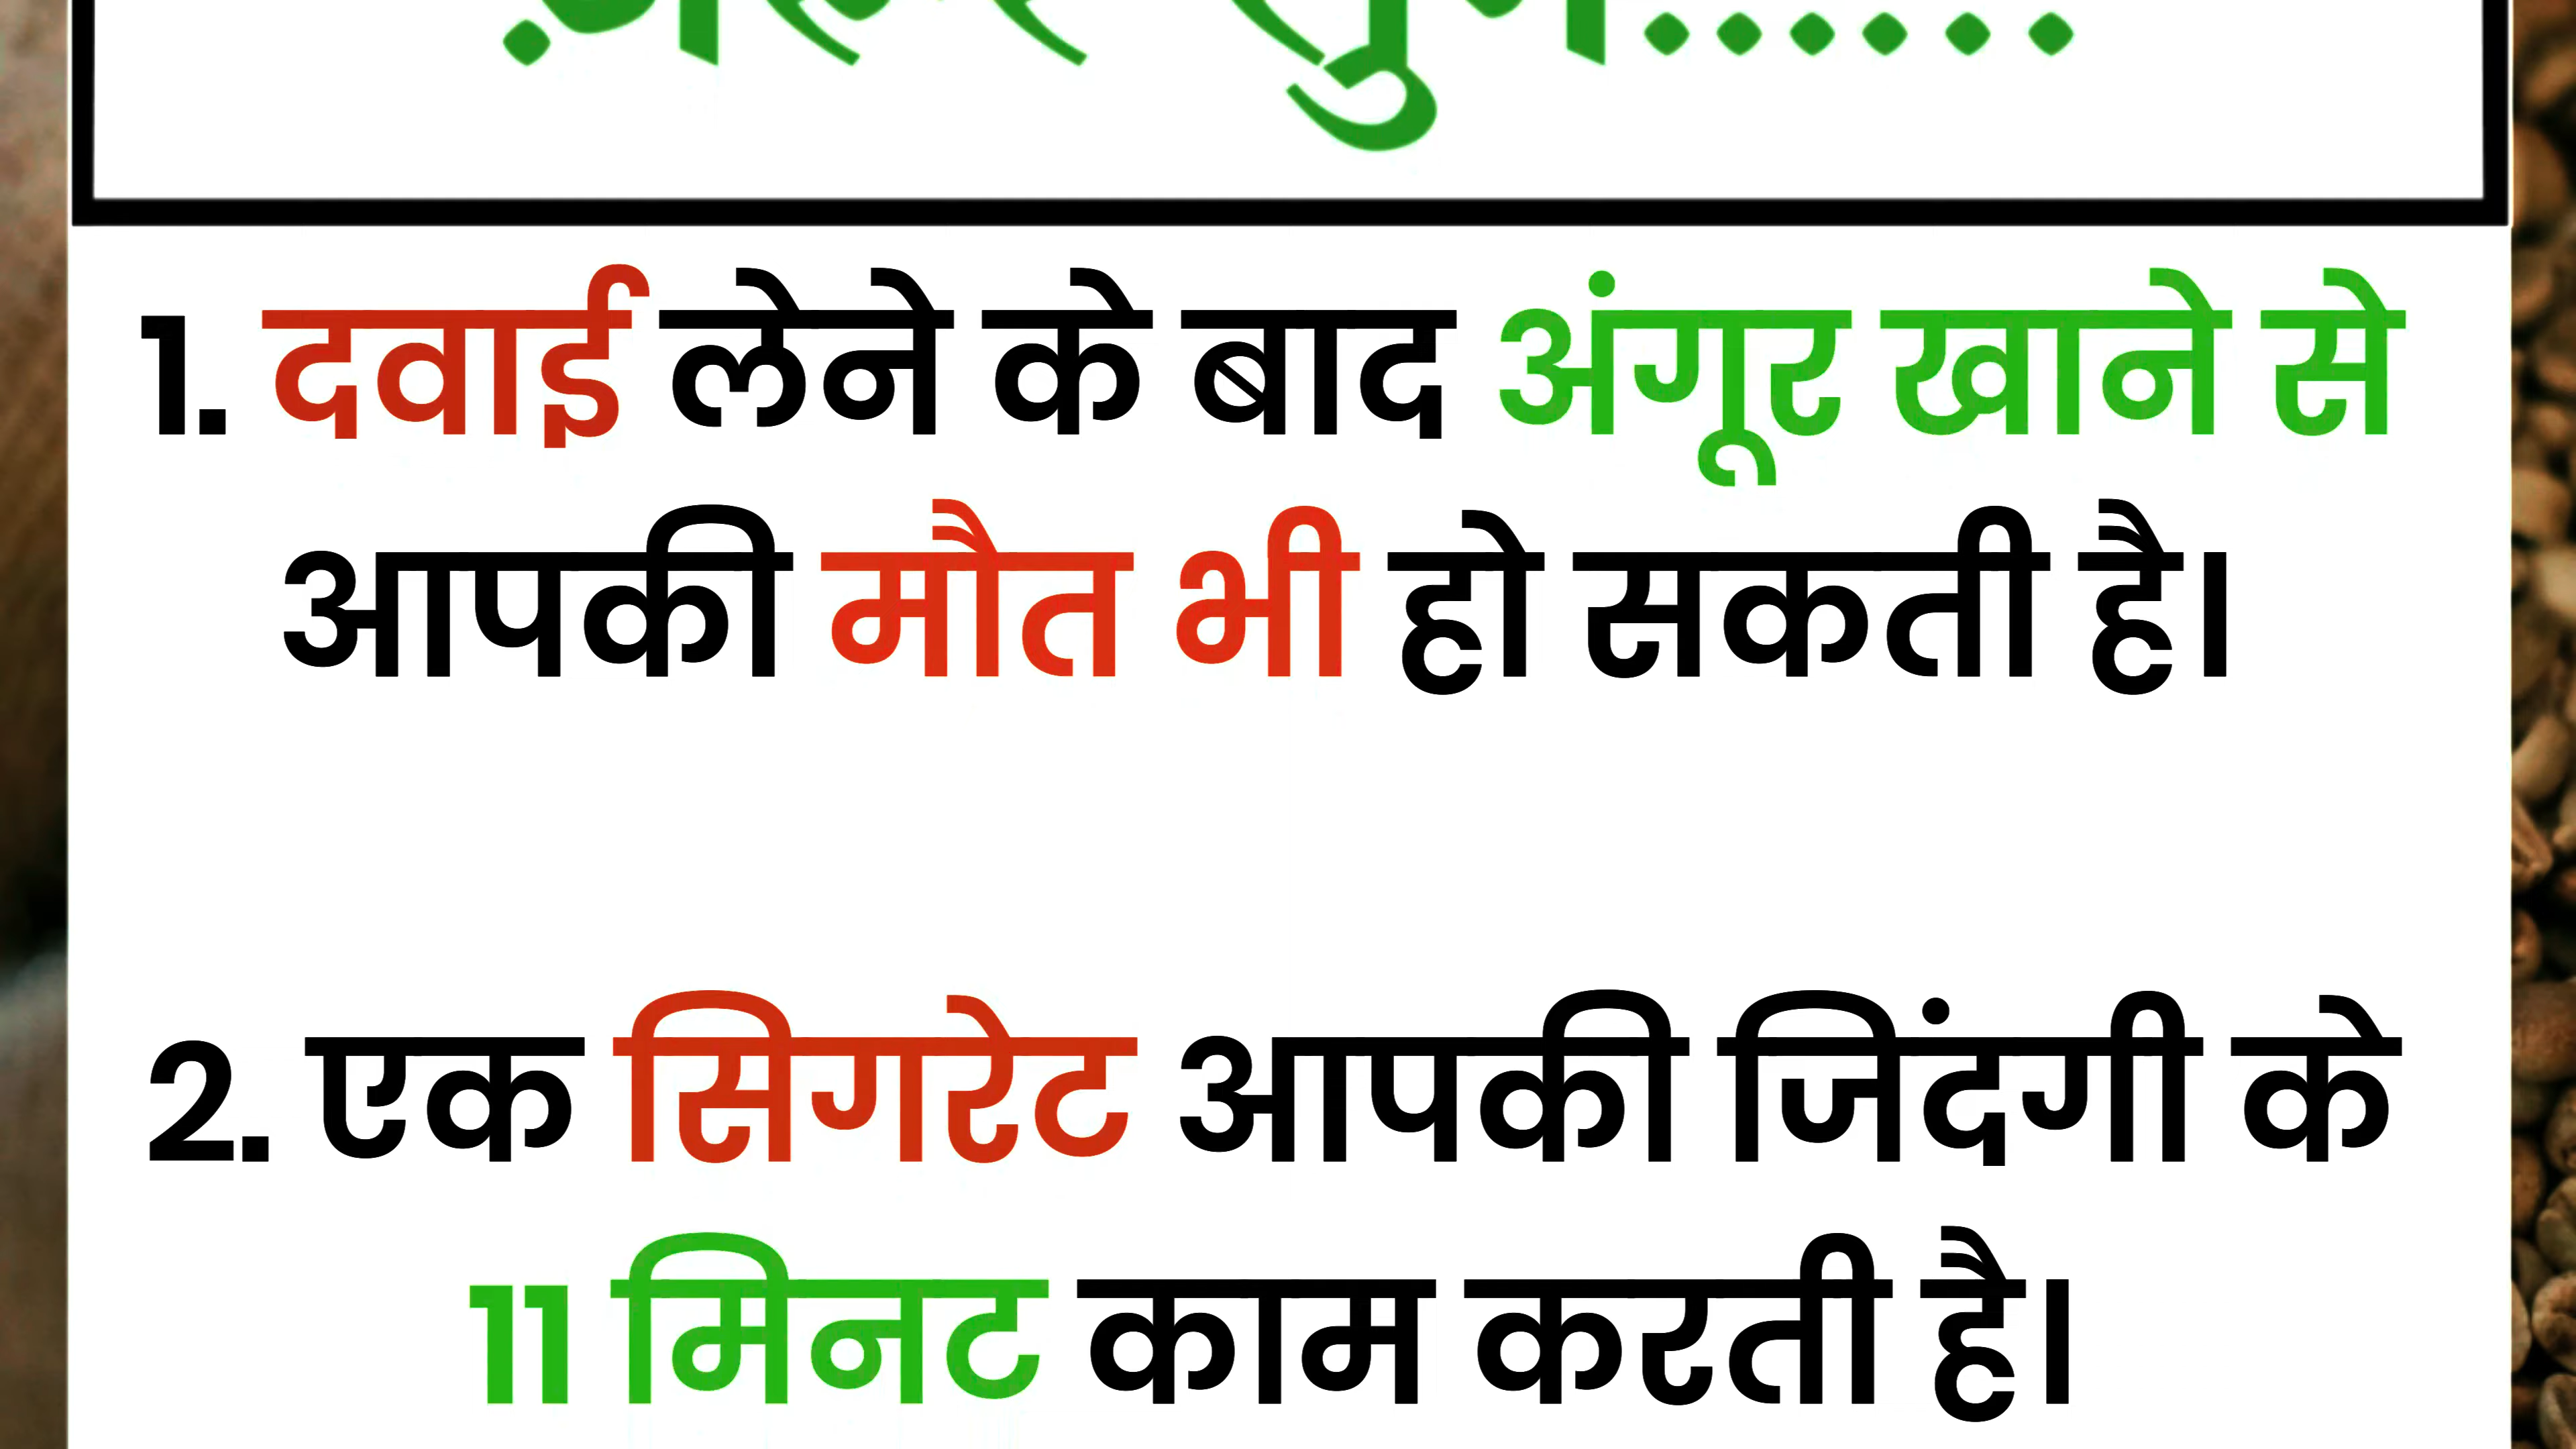 1. दवाई लेने के बाद अंगूर खाने से
आपकी मौत भी हो सकती है।
2. एक सिगरेट आपकी जिंदगी के
11 मिनट काम करती है।